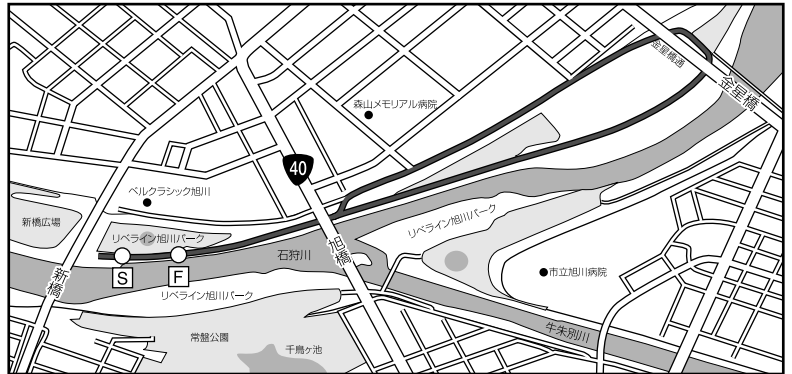 金星橋通
金星橋
森山メモリアル病院
40
ベルクラシック旭川
新橋広場
リベライン旭川パーク
リベライン旭川パーク
石狩川
旭橋
S
F
新橋
リベライン旭川パーク
市立旭川病院
常盤公園
千鳥ヶ池
牛朱別川